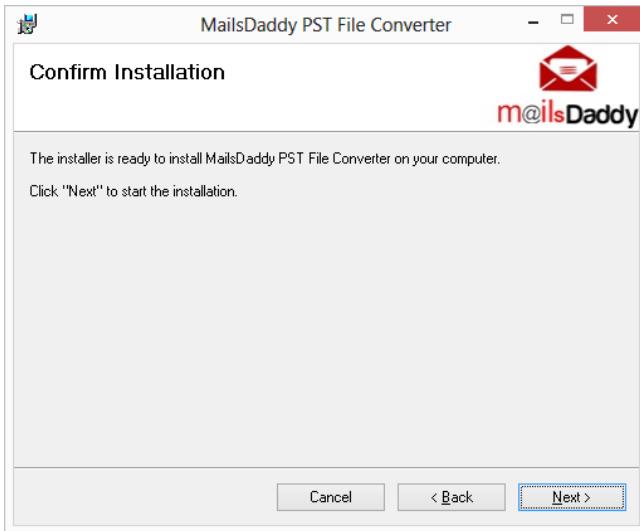 MailsDaddy PST File Converter
Confirm Installation
m@ilsDaddy
The installer is ready to install MailsDaddy PST File Converter on your computer.
Click "Next" to start the installation.
Cancel
< Back
Next >